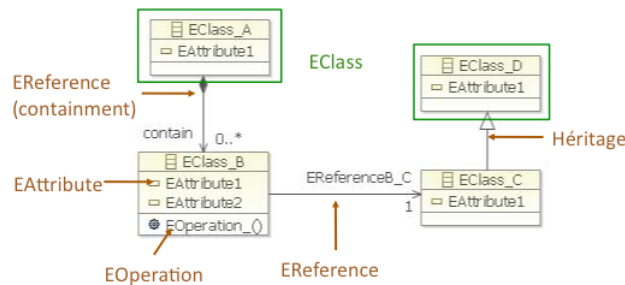 EClass_A
EAttribute1
EClass
EClass_D
EAttribute1
EReference
(containment)
contain
0..*
Héritage
EClass_B
EAttribute
EAttribute1
EAttribute2
EOperation_()
EReferenceB_C
1
EClass_C
EAttribute1
EOperation
EReference